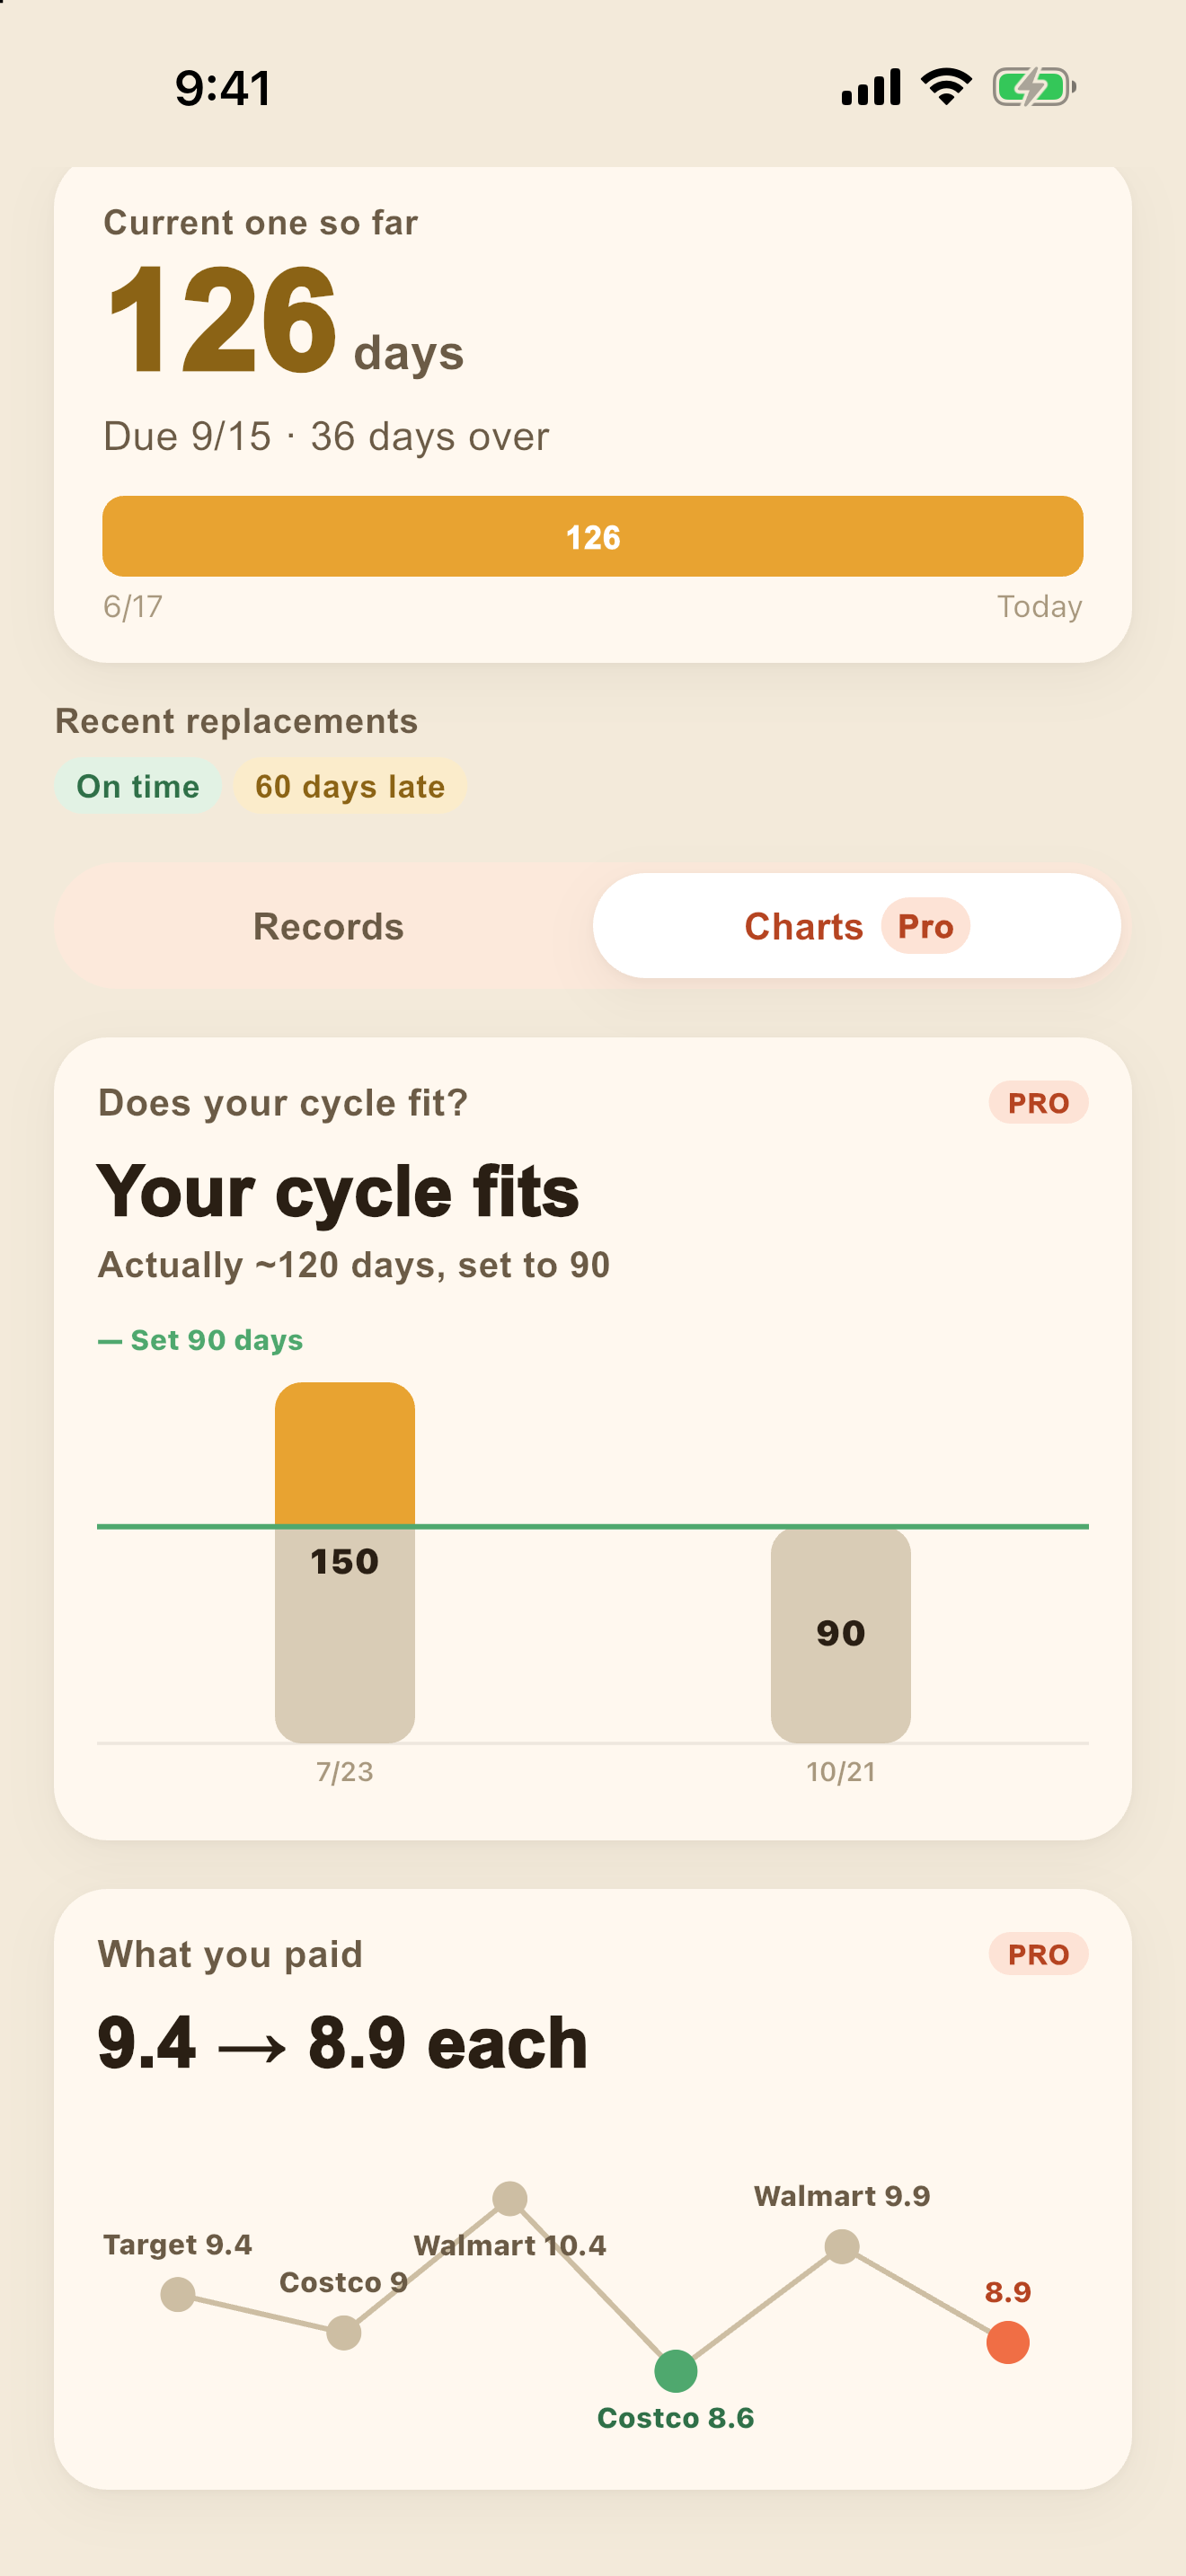 9:41
Current one so far
126 days
Due 9/15 · 36 days over
126
6/17 Today
Recent replacements
On time 60 days late
Records Charts Pro
Does your cycle fit? PRO
Your cycle fits
Actually ~120 days, set to 90
— Set 90 days
150
90
7/23 10/21
What you paid PRO
9.4 → 8.9 each
Walmart 9.9
Target 9.4 Walmart 10.4
Costco 9
8.9
Costco 8.6